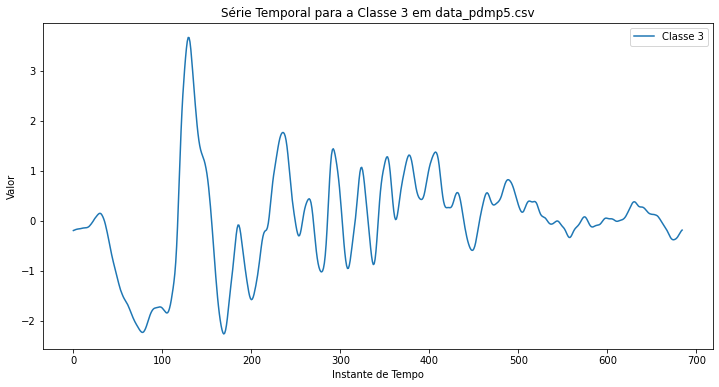 Série Temporal para a Classe 3 em data_pdmp5.csv
Classe 3
Valor
3
2
1
0
−1
−2
0 100 200 300 400 500 600 700
Instante de Tempo